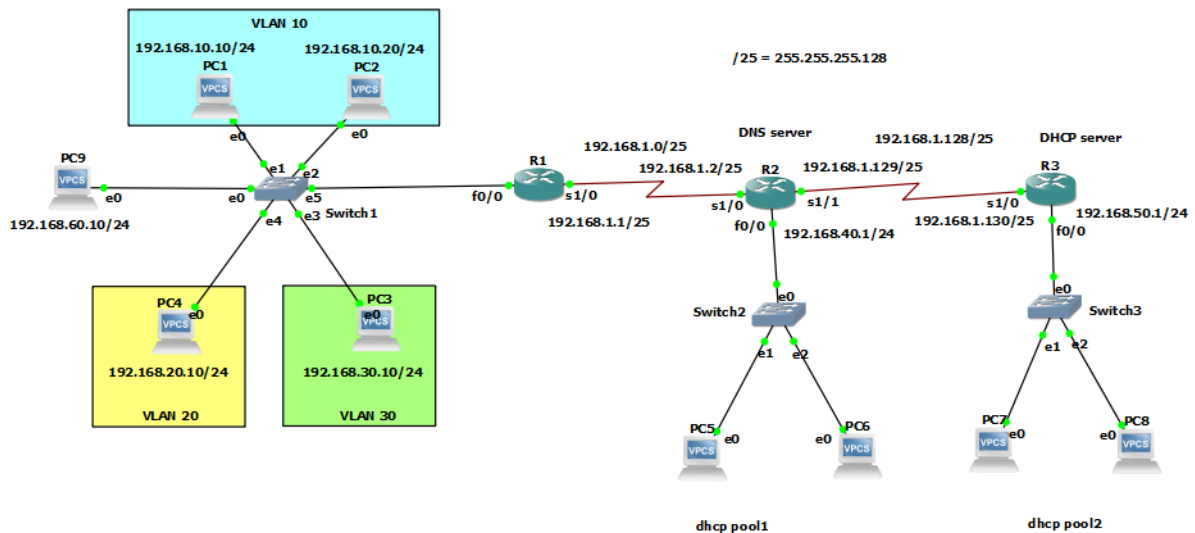 VLAN 10
192.168.10.10/24
192.168.10.20/24
PC1
PC2
VPCS
VPCS
e0
e0
/25 = 255.255.255.128
DNS server
192.168.1.128/25
DHCP server
192.168.1.0/25
192.168.1.2/25
192.168.1.129/25
R1
R2
R3
PC9
VPCS
e0
192.168.60.10/24
e1
e2
e0
e5
e4
e3
Switch1
f0/0
s1/0
192.168.1.1/25
s1/0
s1/1
f0/0
192.168.40.1/24
s1/0
192.168.1.130/25
192.168.50.1/24
f0/0
PC4
e0
VPCS
192.168.20.10/24
VLAN 20
PC3
e0
VPCS
192.168.30.10/24
VLAN 30
Switch2
e0
e1
e2
Switch3
e0
e1
e2
PC5
e0
VPCS
PC6
e0
VPCS
PC7
e0
VPCS
PC8
e0
VPCS
dhcp pool1
dhcp pool2